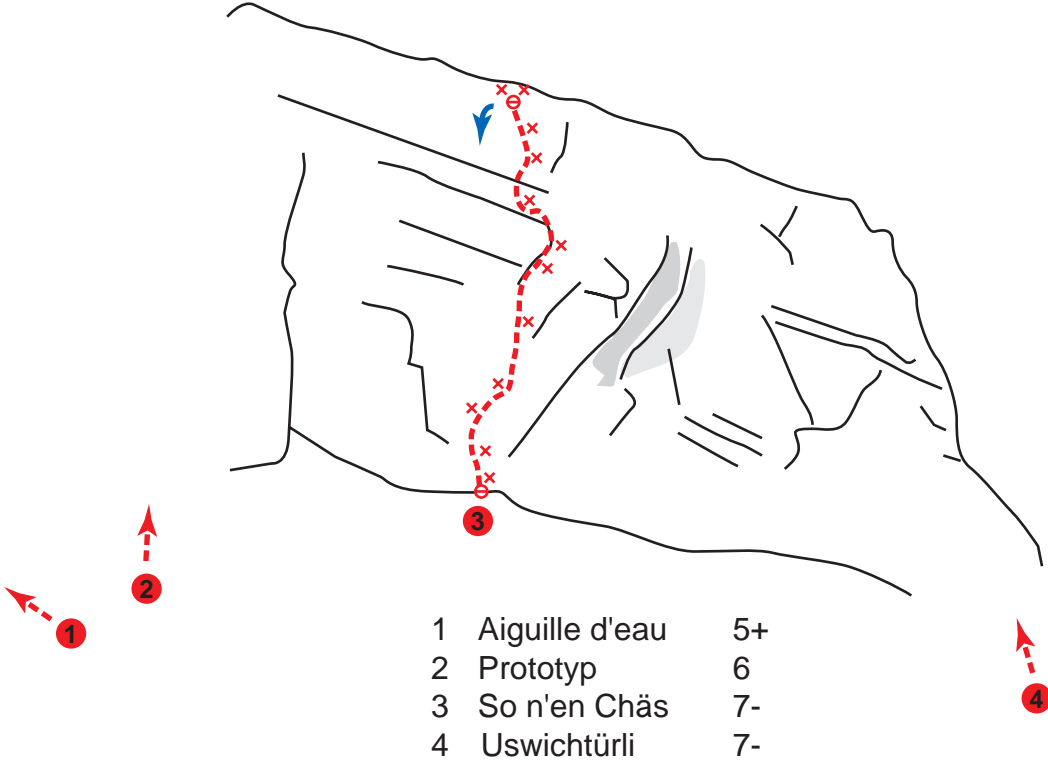 3
2
1
4
1 Aiguille d'eau 5+
2 Prototyp 6
3 So n'en Chäs 7-
4 Uswichtürli 7-